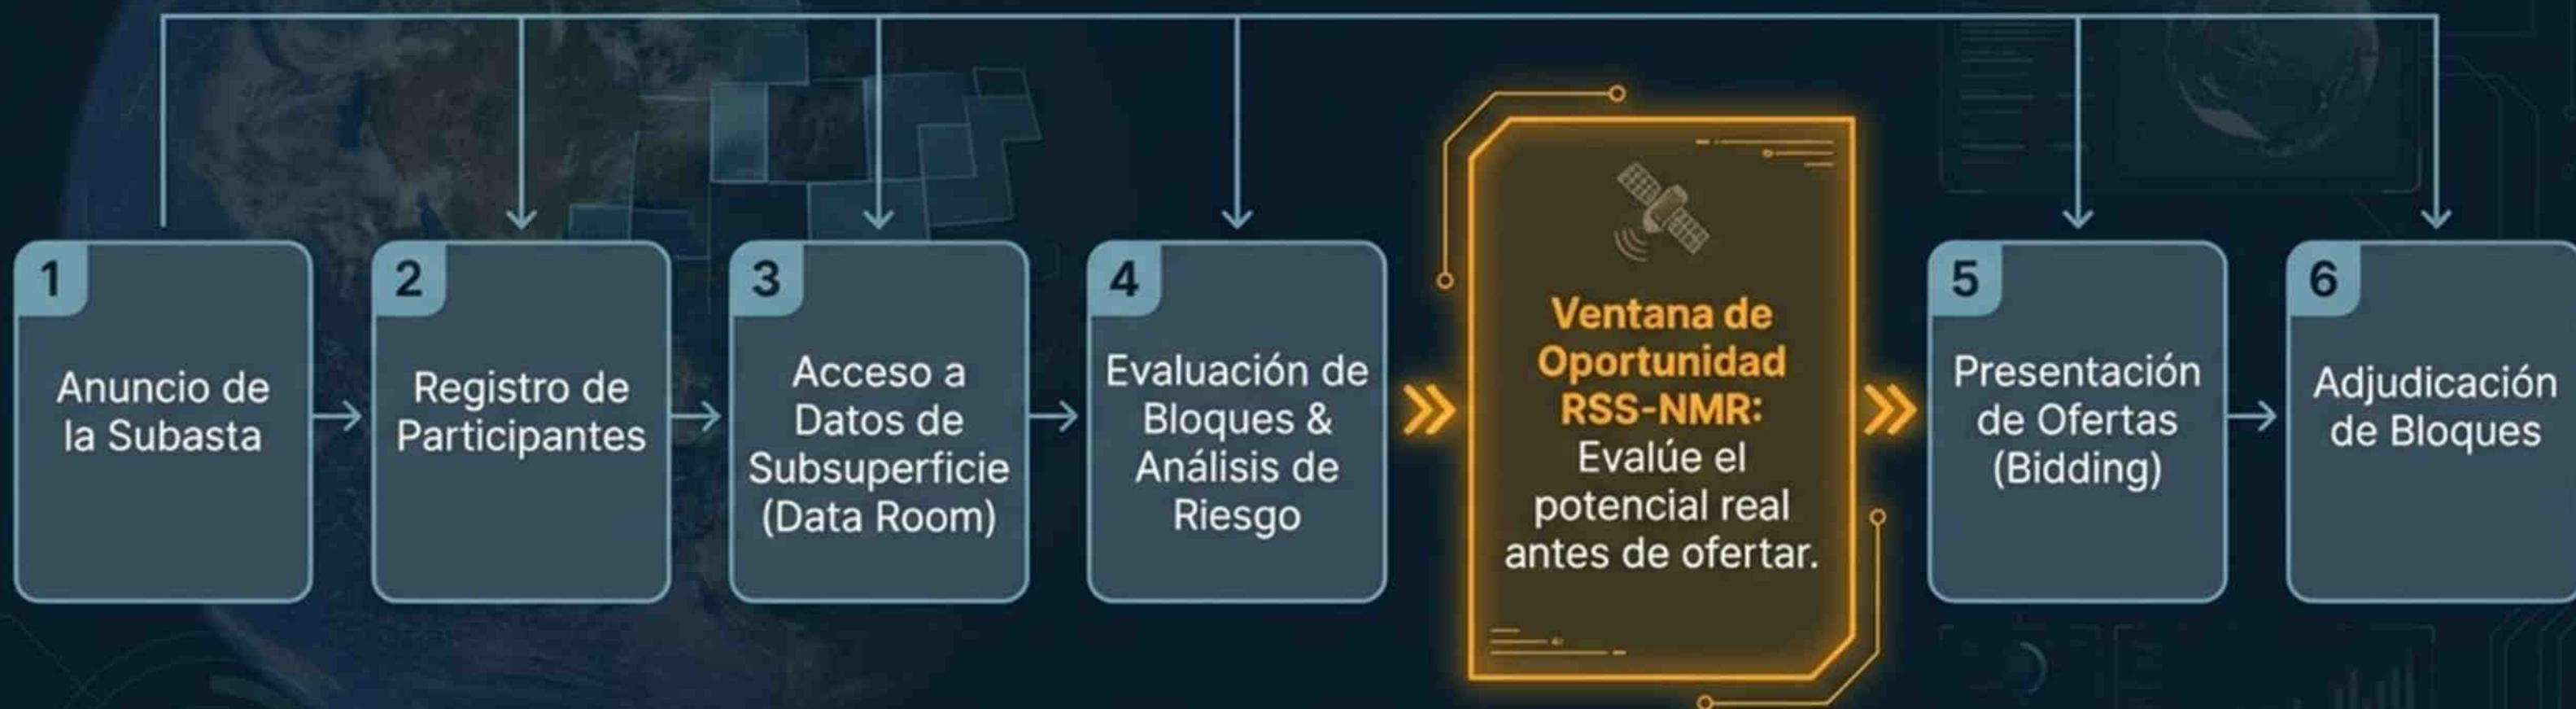 1
Anuncio de
la Subasta
2
Registro de
Participantes
3
Acceso a
Datos de
Subsuperficie
(Data Room)
4
Evaluación de
Bloques &
Análisis de
Riesgo
Ventana de
Oportunidad
RSS-NMR:
Evalúe el
potencial real
antes de ofertar.
5
Presentación
de Ofertas
(Bidding)
6
Adjudicación
de Bloques